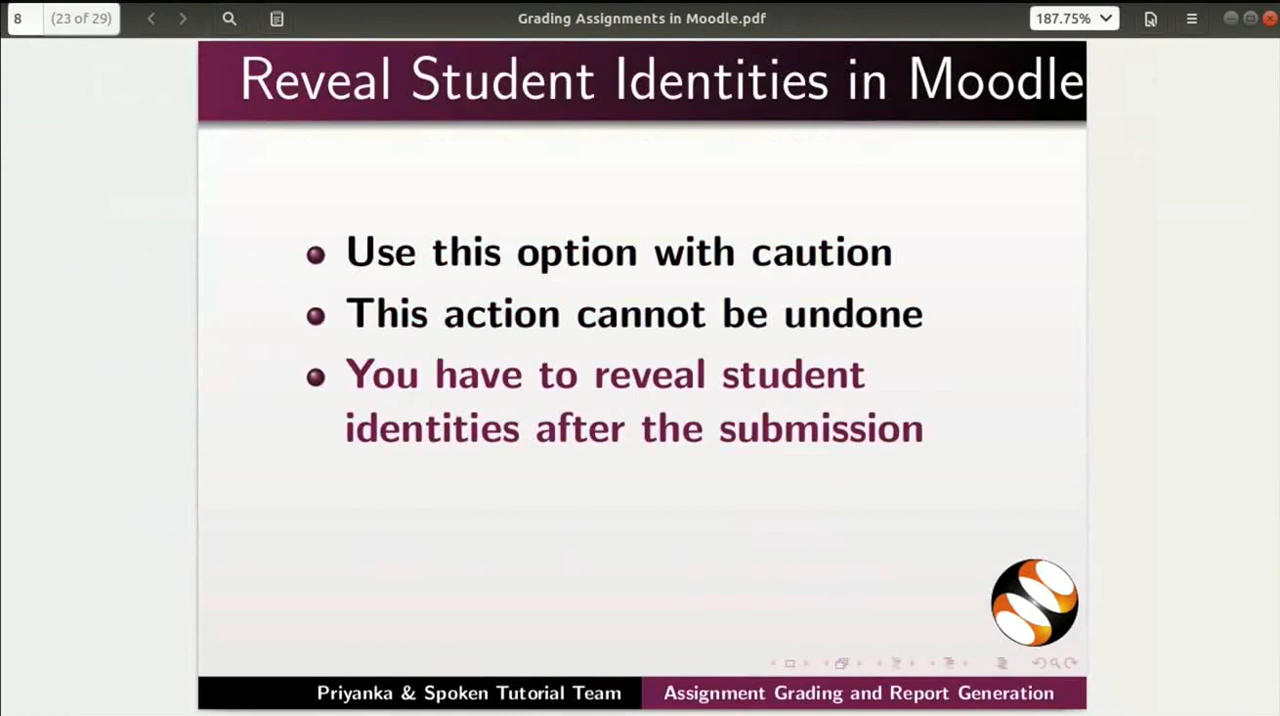 8 (23 of 29) Grading Assignments in Moodle.pdf 187.75%
Reveal Student Identities in Moodle
Use this option with caution
This action cannot be undone
You have to reveal student
identities after the submission
Priyanka & Spoken Tutorial Team Assignment Grading and Report Generation